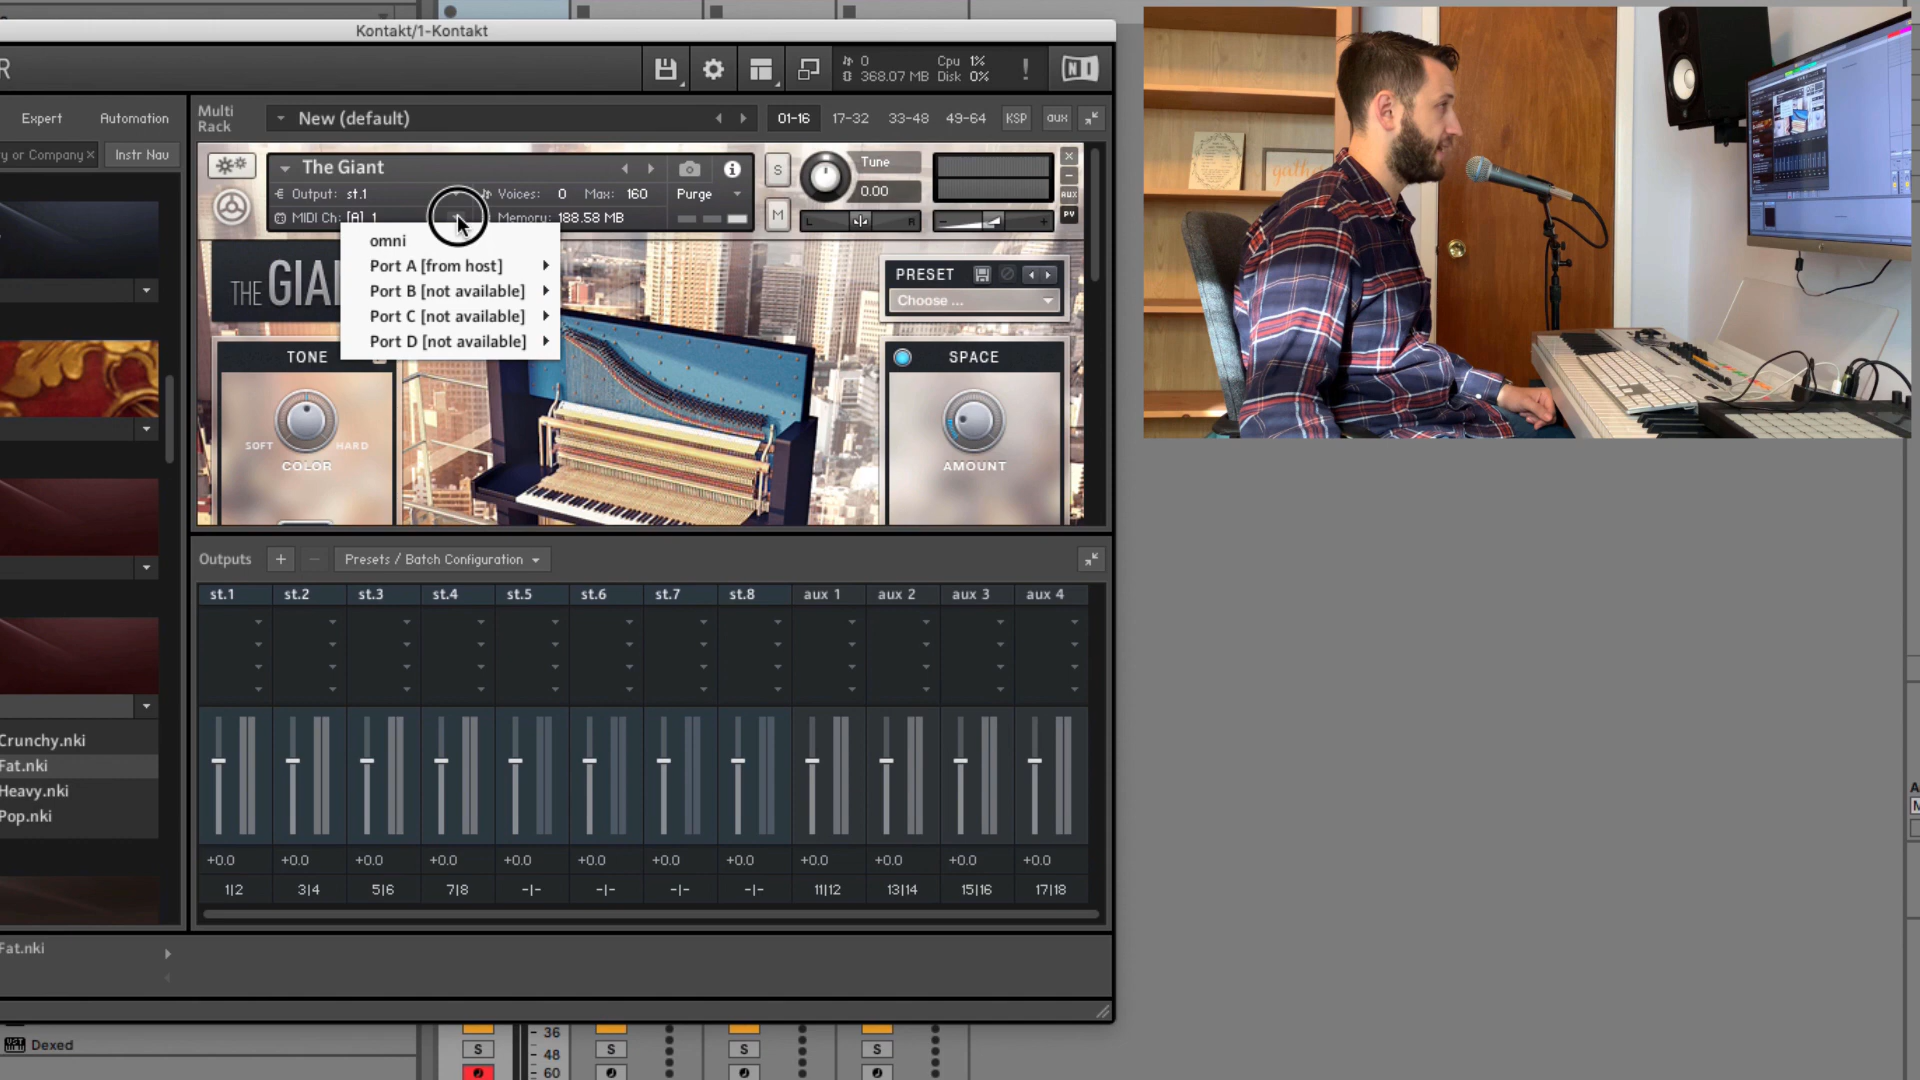 Kontakt/1-Kontakt
R
0
368.07 MB
Cpu 1%
Disk 0%
!
NI
Expert
Automation
y or Company×
Instr Nav
Multi
Rack
New (default)
01-16
17-32
33-48
49-64
KSP
aux
The Giant
Output: st.1
Voices: 0 Max: 160
Purge
MIDI Ch: [A] 1
Memory: 188.58 MB
S
M
Tune
0.00
L
R
AUX
PV
omni
Port A [from host]
Port B [not available]
Port C [not available]
Port D [not available]
THE GIA
PRESET
Choose ...
TONE
SOFT
HARD
COLOR
SPACE
AMOUNT
gather
Outputs
+
−
Presets / Batch Configuration
st.1 st.2 st.3 st.4 st.5 st.6 st.7 st.8 aux 1 aux 2 aux 3 aux 4
+0.0 +0.0 +0.0 +0.0 +0.0 +0.0 +0.0 +0.0 +0.0 +0.0 +0.0 +0.0
1|2 3|4 5|6 7|8 -|- -|- -|- -|- 11|12 13|14 15|16 17|18
Crunchy.nki
Fat.nki
Heavy.nki
Pop.nki
Fat.nki
Dexed
S
36
48
60
S
S
S